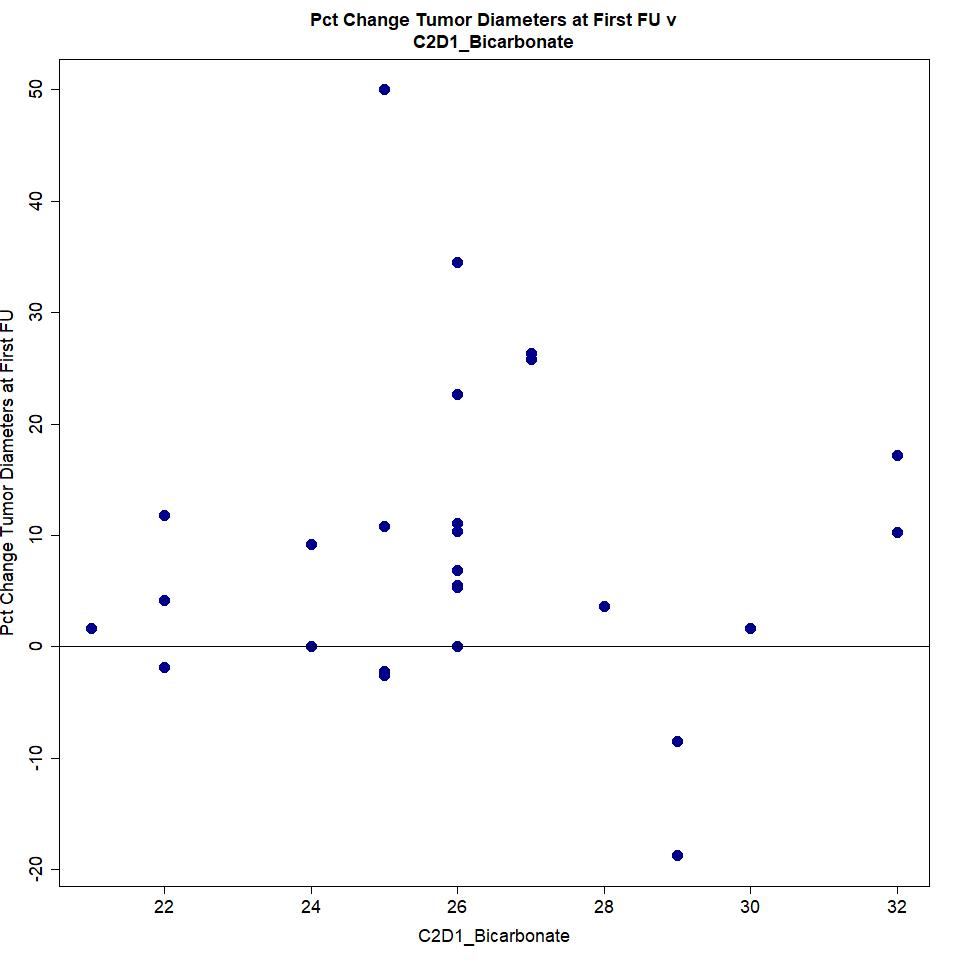 Pct Change Tumor Diameters at First FU v
C2D1_Bicarbonate
Pct Change Tumor Diameters at First FU
50
40
30
20
10
0
-10
-20
22 24 26 28 30 32
C2D1_Bicarbonate